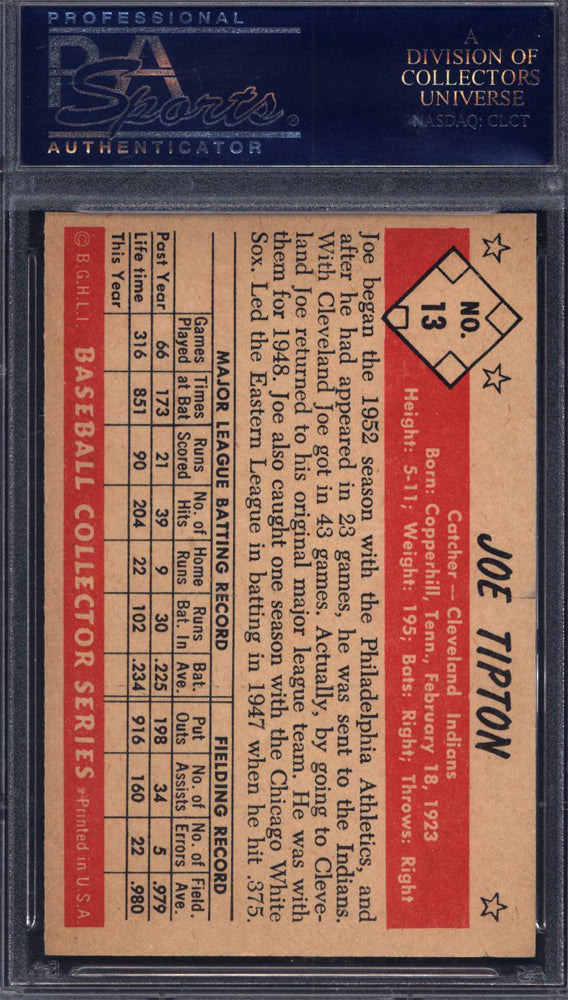 PROFESSIONAL
PSA
Sports®
AUTHENTICATOR
A
DIVISION OF
COLLECTORS
UNIVERSE
NASDAQ: CLCT
NO.
13
JOE TIPTON
Catcher — Cleveland Indians
Born: Copperhill, Tenn., February 18, 1923
Height: 5-11; Weight: 195; Bats: Right; Throws: Right
Joe began the 1952 season with the Philadelphia Athletics, and
after he had appeared in 23 games, he was sent to the Indians.
With Cleveland Joe got in 43 games. Actually, by going to Cleve-
land Joe returned to his original major league team. He was with
them for 1948. Joe also caught one season with the Chicago White
Sox. Led the Eastern League in batting in 1947 when he hit .375.
MAJOR LEAGUE BATTING RECORD FIELDING RECORD
Games Times Runs No. of Home Runs Bat. Put No. of No. of Field.
Played at Bat Scored Hits Runs Bat. In Ave. Outs Assists Errors Ave.
Past Year 66 173 21 39 9 30 .225 198 34 5 .979
Life time 316 851 90 204 22 102 .234 916 160 22 .980
This Year
© B.G.H.L.I. BASEBALL COLLECTOR SERIES *Printed in U.S.A.